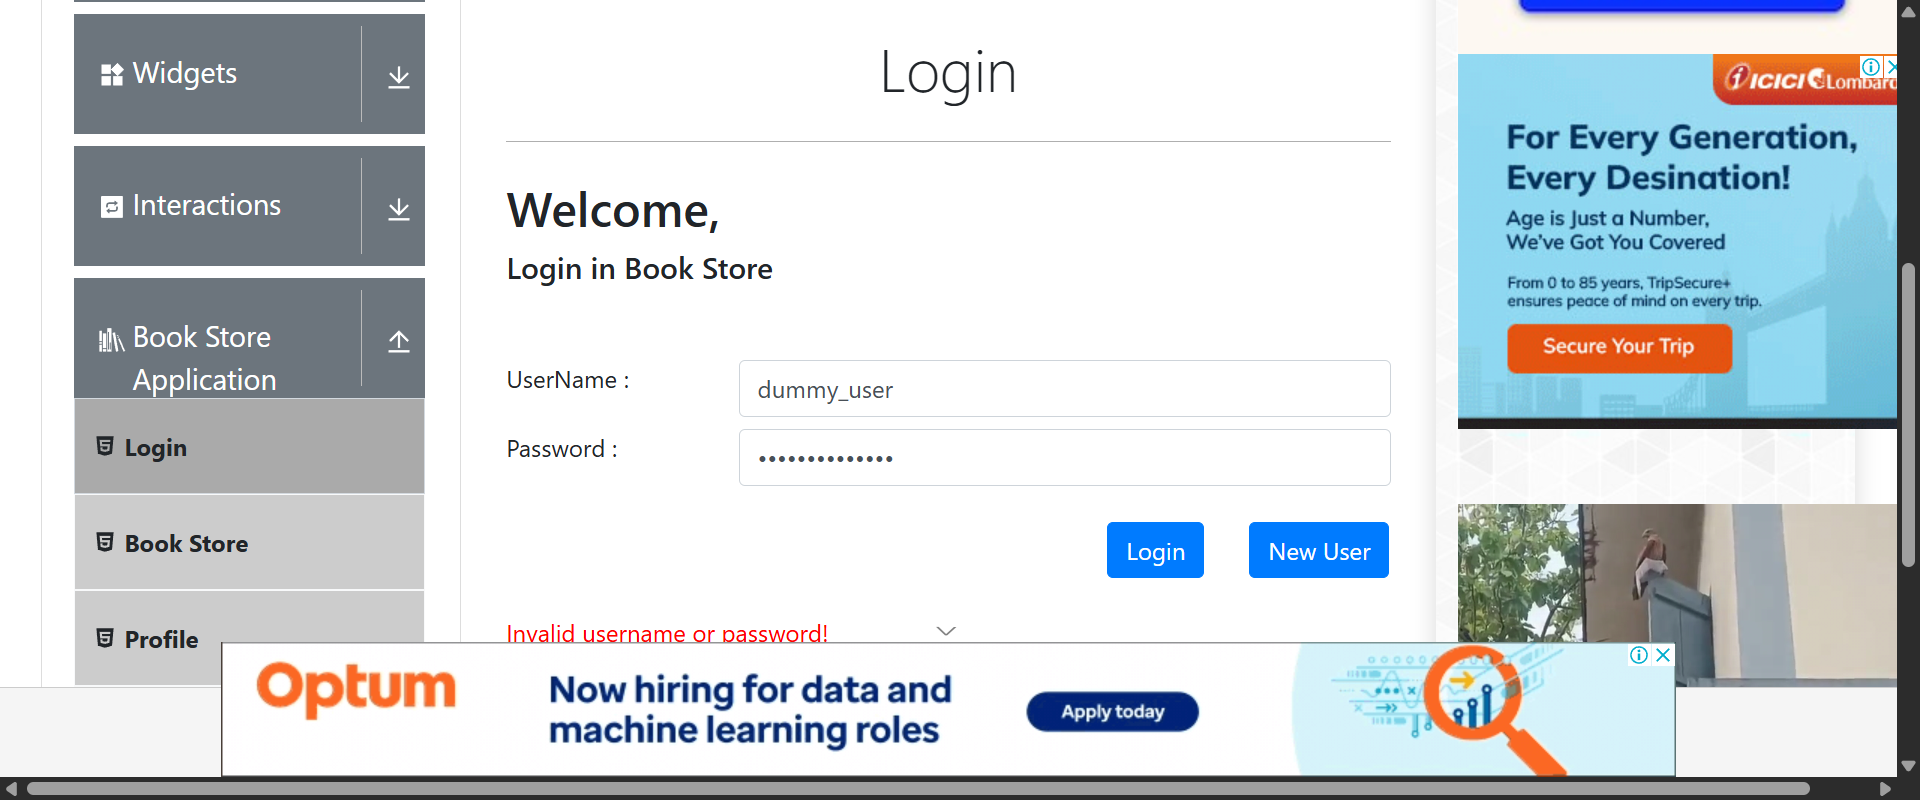 Widgets
Interactions
Book Store
Application
Login
Book Store
Profile
Login
Welcome,
Login in Book Store
UserName :
dummy_user
Password :
••••••••••••••
Login
New User
Invalid username or password!
ICICI Lombard
For Every Generation,
Every Desination!
Age is Just a Number,
We've Got You Covered
From 0 to 85 years, TripSecure+
ensures peace of mind on every trip.
Secure Your Trip
Optum
Now hiring for data and
machine learning roles
Apply today